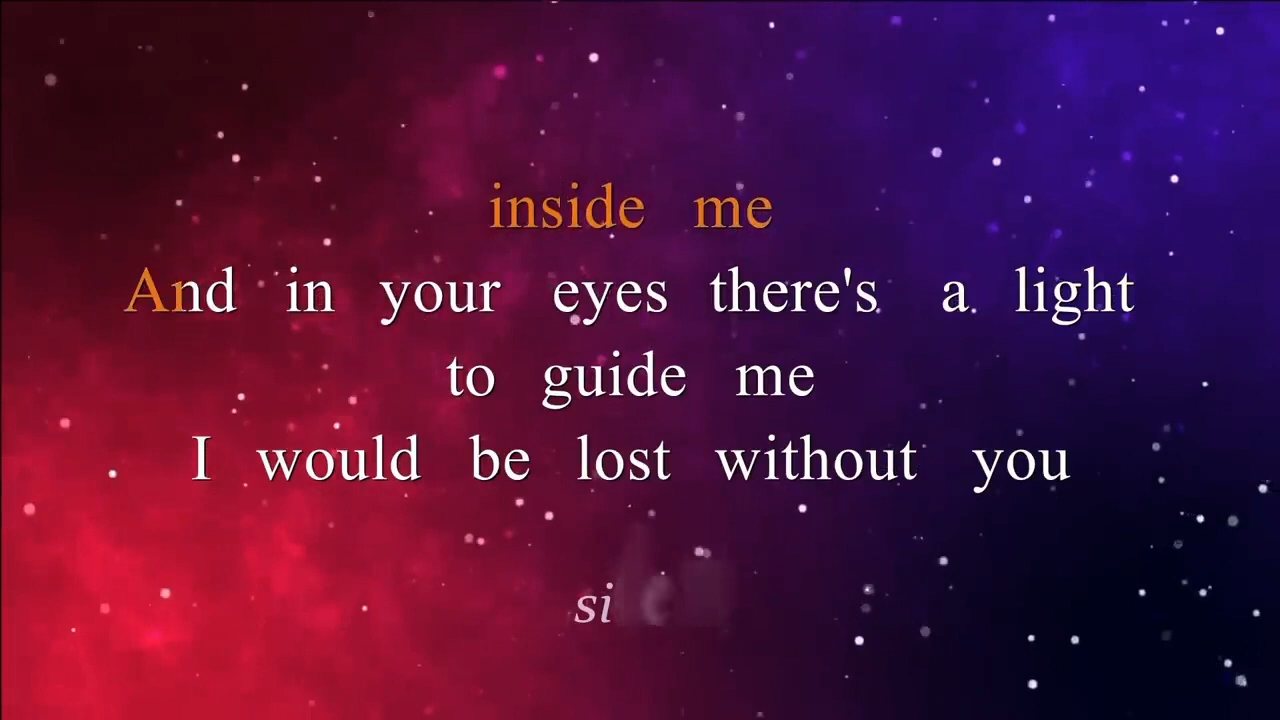 inside me
And in your eyes there's a light
to guide me
I would be lost without you